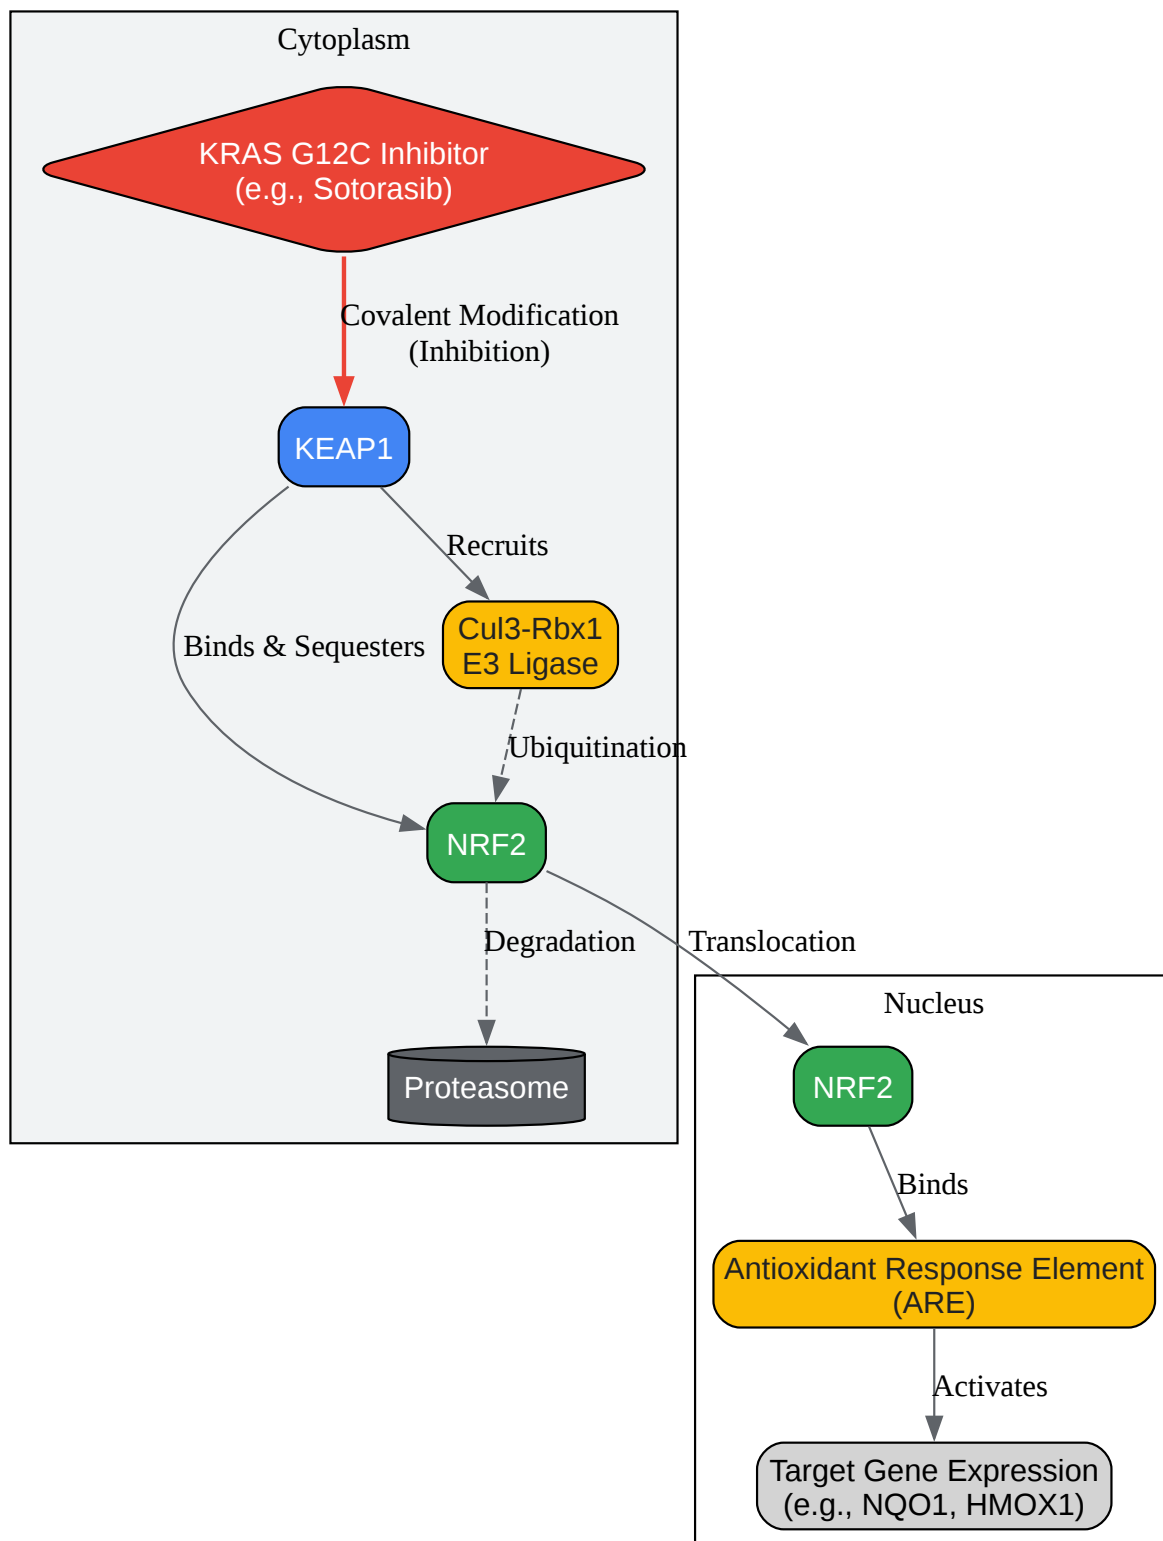 Cytoplasm
KRAS G12C Inhibitor
(e.g., Sotorasib)
Covalent Modification
(Inhibition)
KEAP1
Recruits
Cul3-Rbx1
E3 Ligase
Binds & Sequesters
Ubiquitination
NRF2
Degradation
Translocation
Proteasome
Nucleus
NRF2
Binds
Antioxidant Response Element
(ARE)
Activates
Target Gene Expression
(e.g., NQO1, HMOX1)